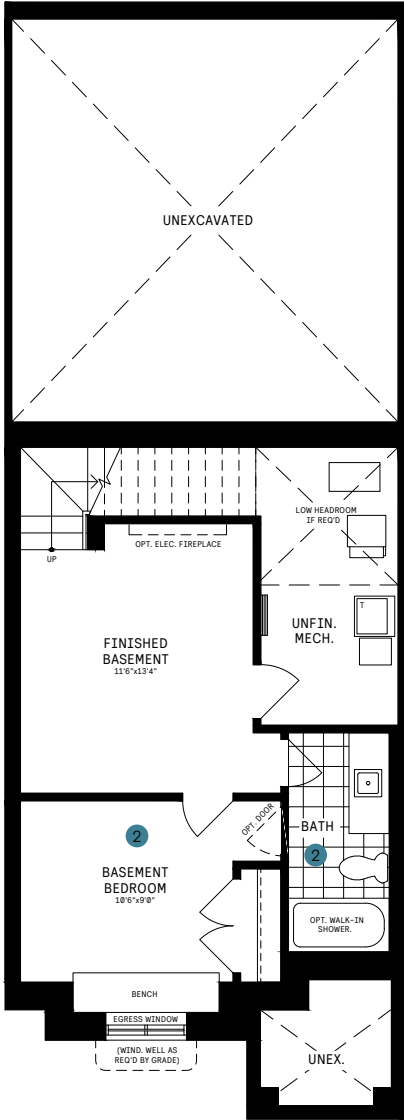 UNEXCAVATED
LOW HEADROOM
IF REQ'D
UP
OPT. ELEC. FIREPLACE
T
UNFIN.
MECH.
FINISHED
BASEMENT
11'6"x13'4"
OPT. DOOR
2
BATH
2
BASEMENT
BEDROOM
10'6"x9'0"
OPT. WALK-IN
SHOWER.
BENCH
EGRESS WINDOW
(WIND. WELL AS
REQ'D BY GRADE)
UNEX.